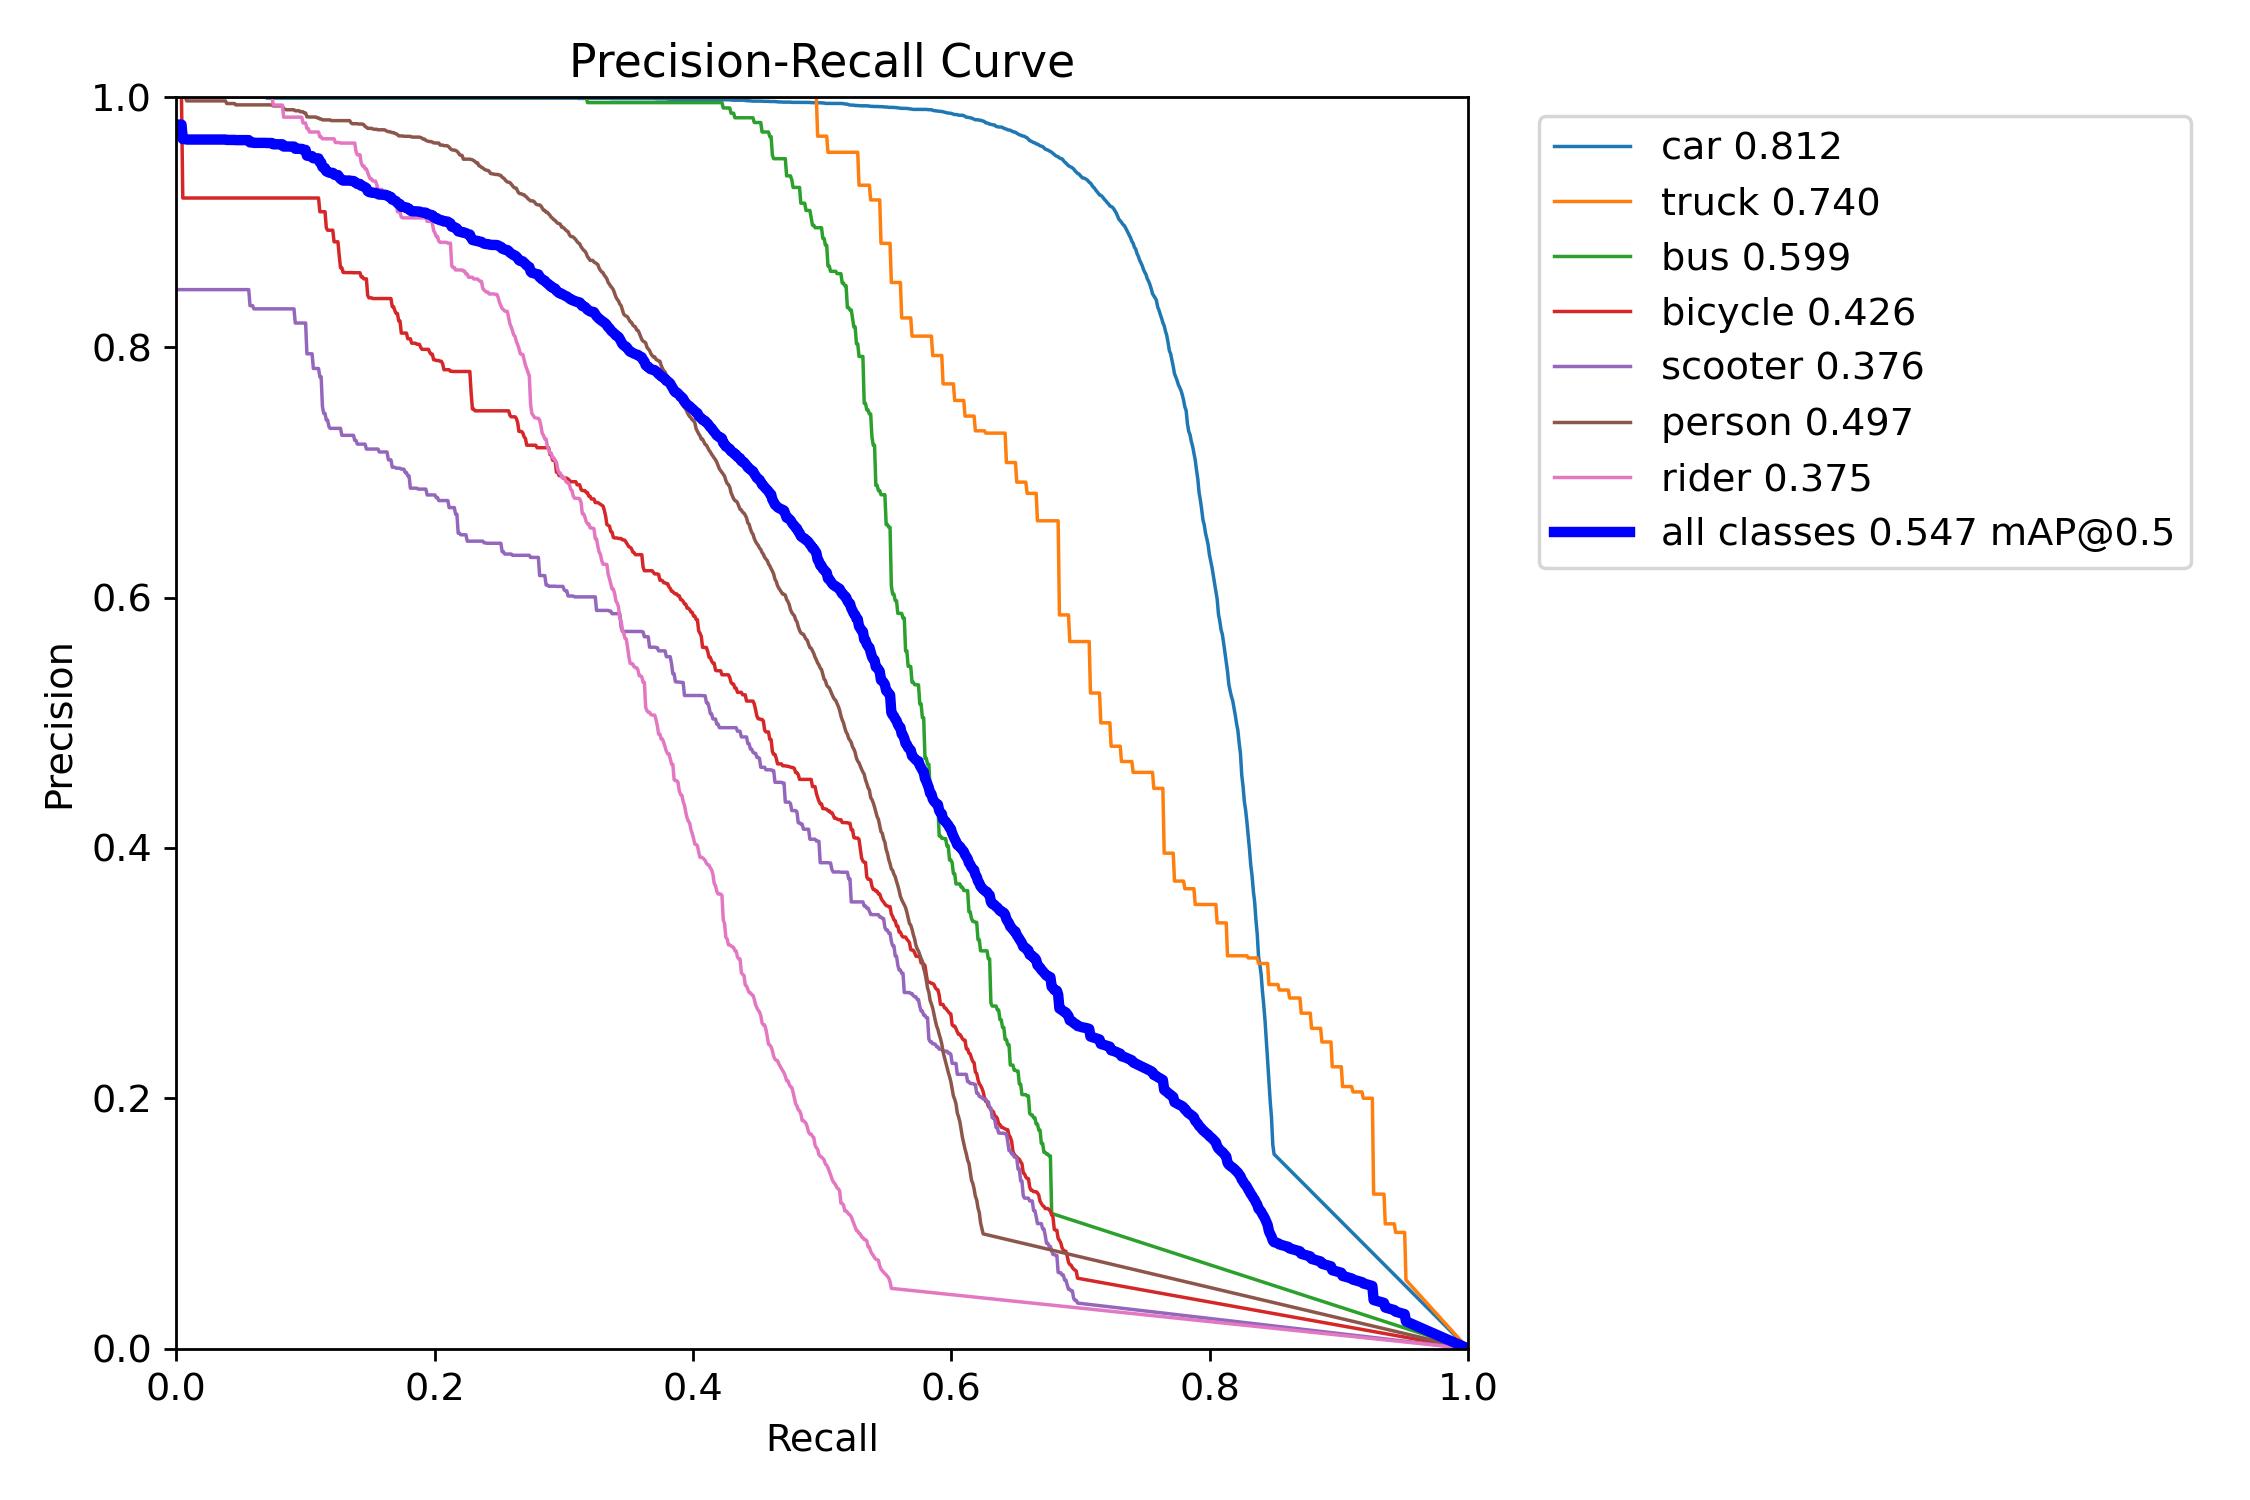 Precision-Recall Curve
1.0
0.8
0.6
0.4
0.2
0.0
Precision
0.0 0.2 0.4 0.6 0.8 1.0
Recall
car 0.812
truck 0.740
bus 0.599
bicycle 0.426
scooter 0.376
person 0.497
rider 0.375
all classes 0.547 mAP@0.5